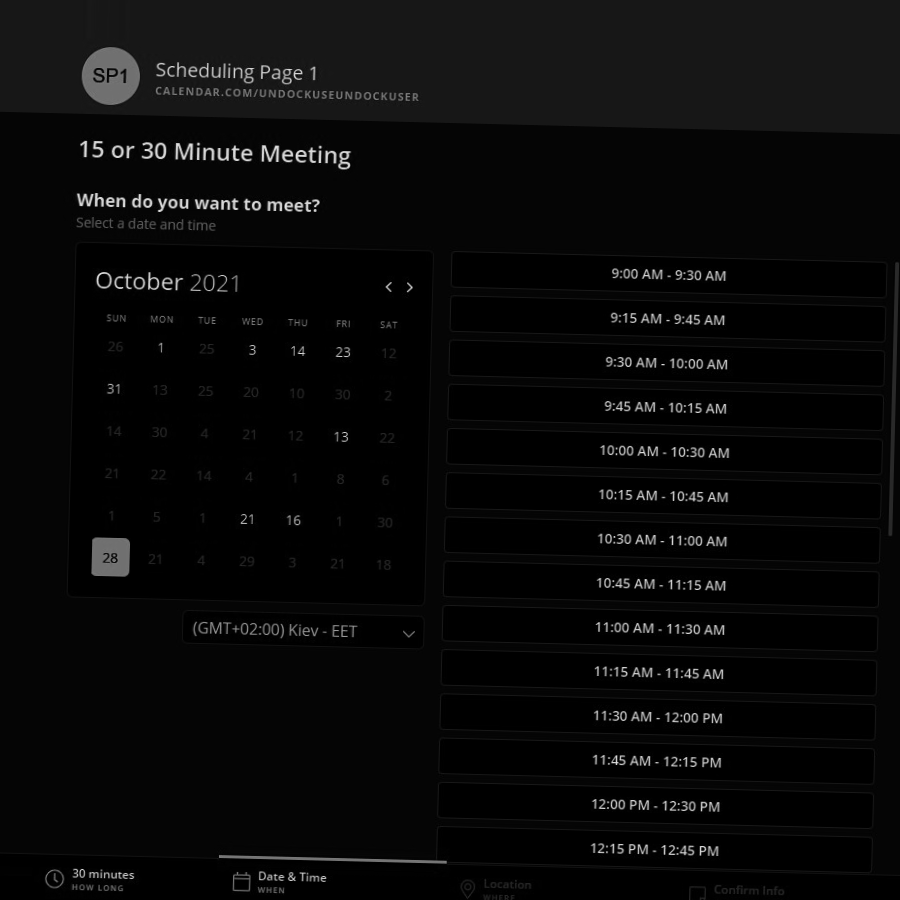 SP1
Scheduling Page 1
CALENDAR.COM/UNDOCKUSEUNDOCKUSER
15 or 30 Minute Meeting
When do you want to meet?
Select a date and time
October 2021
SUN MON TUE WED THU FRI SAT
26 1 25 3 14 23 12
31 13 25 20 10 30 2
14 30 4 21 12 13 22
21 22 14 4 1 8 6
1 5 1 21 16 1 30
28 21 4 29 3 21 18
(GMT+02:00) Kiev - EET
9:00 AM - 9:30 AM
9:15 AM - 9:45 AM
9:30 AM - 10:00 AM
9:45 AM - 10:15 AM
10:00 AM - 10:30 AM
10:15 AM - 10:45 AM
10:30 AM - 11:00 AM
10:45 AM - 11:15 AM
11:00 AM - 11:30 AM
11:15 AM - 11:45 AM
11:30 AM - 12:00 PM
11:45 AM - 12:15 PM
12:00 PM - 12:30 PM
12:15 PM - 12:45 PM
30 minutes
HOW LONG
Date & Time
WHEN
Location
WHERE
Confirm Info